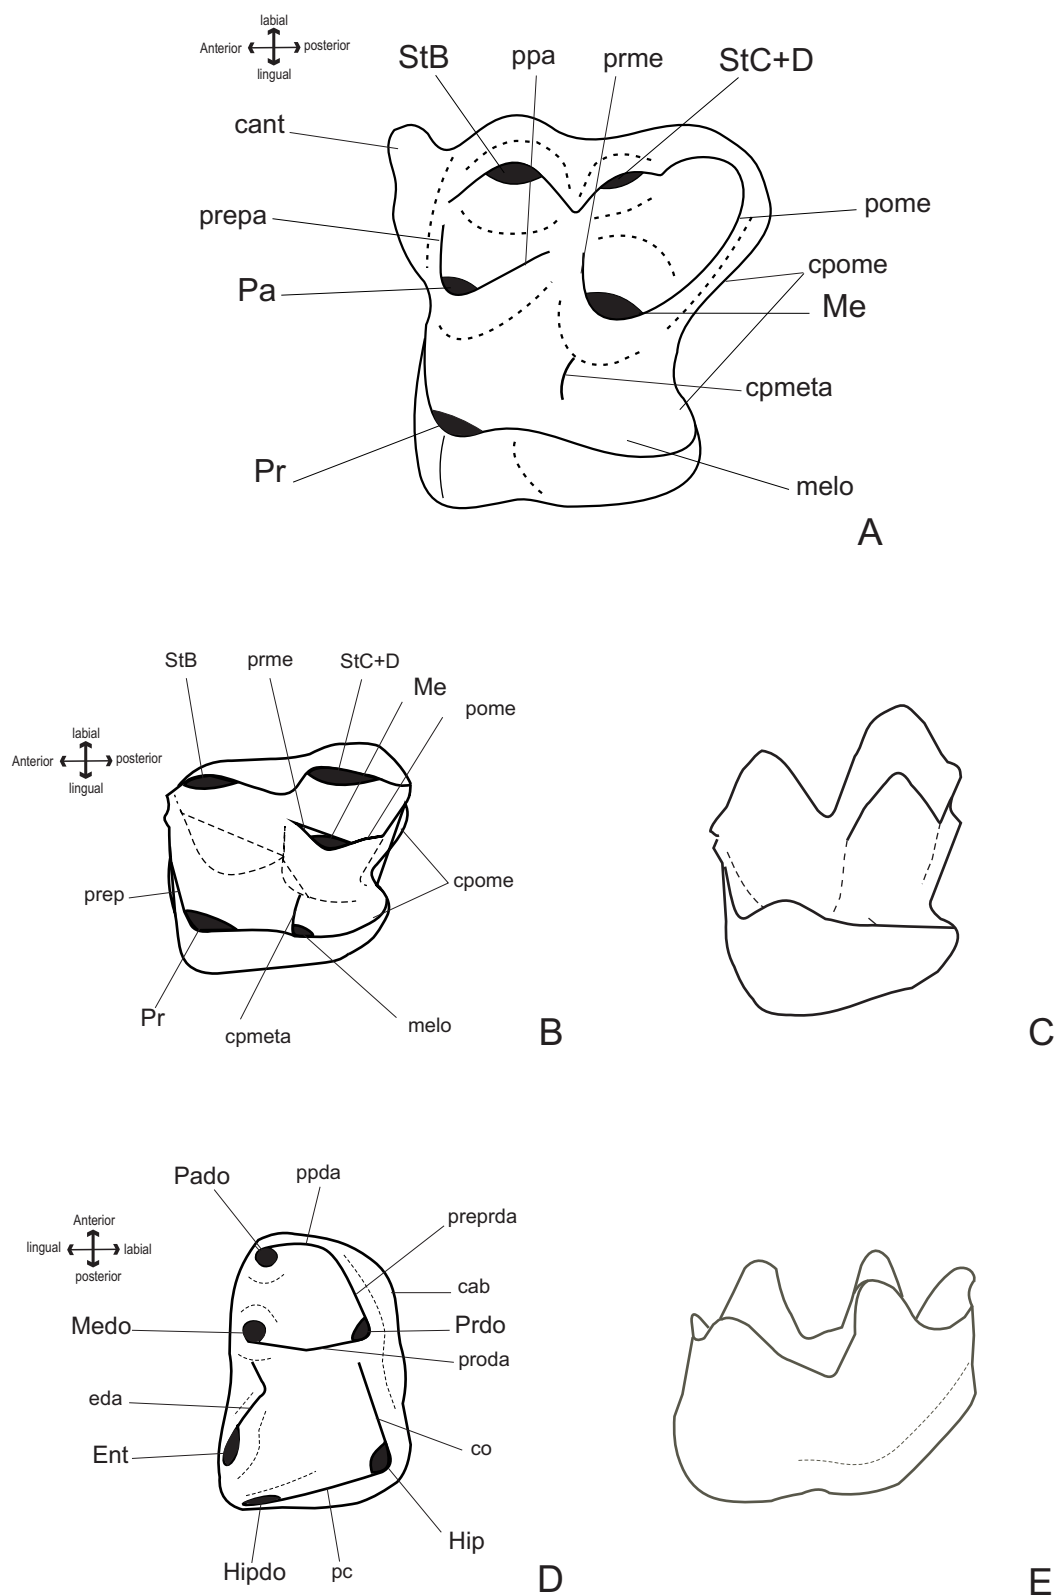 labial
Anterior posterior
lingual
StB ppa prme StC+D
cant
prepa pome
Pa cpome
Me
cpmeta
Pr melo
A
StB prme StC+D
Me
pome
labial
Anterior posterior
lingual
prep cpome
Pr cpmeta melo
B C
Pado ppda
preprda
Anterior
lingual labial
posterior
cab
Medo Prdo
proda
eda
Ent co
Hip
Hipdo pc
D E